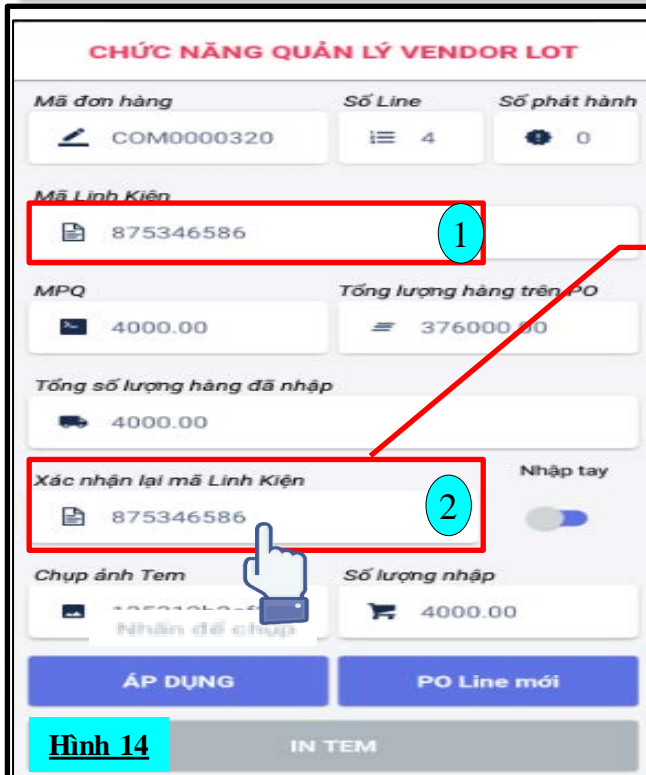 CHỨC NĂNG QUẢN LÝ VENDOR LOT
Mã đơn hàng Số Line Số phát hành
COM0000320 4 0
Mã Linh Kiện
875346586 1
MPQ Tổng lượng hàng trên PO
4000.00 376000.00
Tổng số lượng hàng đã nhập
4000.00
Xác nhận lại mã Linh Kiện Nhập tay
875346586 2
Chụp ảnh Tem Số lượng nhập
4000.00
Nhấn để chụp
ÁP DỤNG PO Line mới
Hình 14 IN TEM